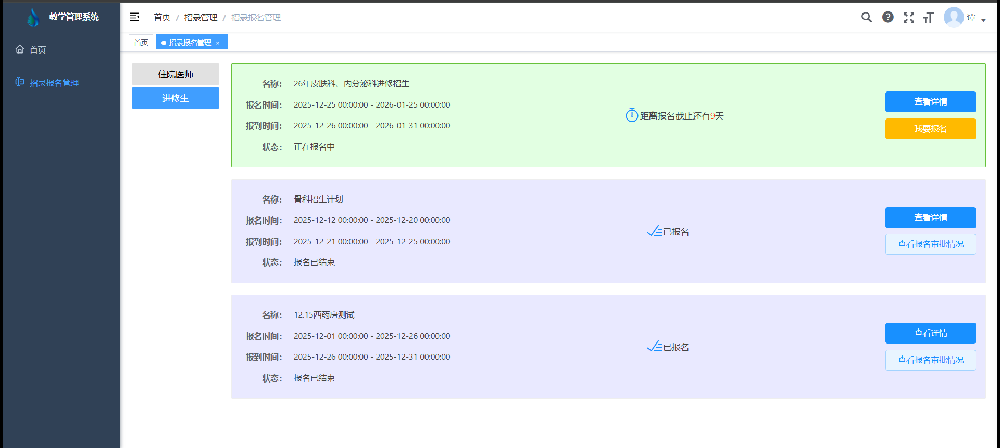 教学管理系统
首页
招录报名管理
首页 / 招录管理 / 招录报名管理
谭
首页
招录报名管理 ×
住院医师
进修生
名称： 26年皮肤科、内分泌科进修招生
报名时间： 2025-12-25 00:00:00 - 2026-01-25 00:00:00
报到时间： 2025-12-26 00:00:00 - 2026-01-31 00:00:00
状态： 正在报名中
距离报名截止还有9天
查看详情
我要报名
名称： 骨科招生计划
报名时间： 2025-12-12 00:00:00 - 2025-12-20 00:00:00
报到时间： 2025-12-21 00:00:00 - 2025-12-25 00:00:00
状态： 报名已结束
已报名
查看详情
查看报名审批情况
名称： 12.15西药房测试
报名时间： 2025-12-01 00:00:00 - 2025-12-26 00:00:00
报到时间： 2025-12-26 00:00:00 - 2025-12-31 00:00:00
状态： 报名已结束
已报名
查看详情
查看报名审批情况